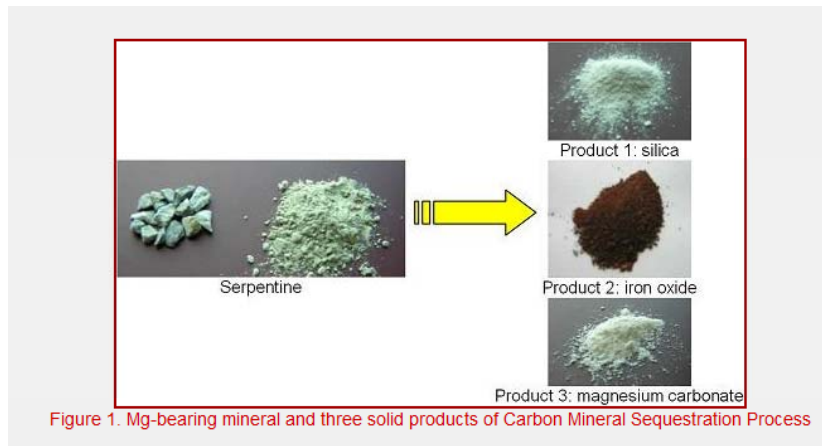 Product 1: silica
Serpentine
Product 2: iron oxide
Product 3: magnesium carbonate
Figure 1. Mg-bearing mineral and three solid products of Carbon Mineral Sequestration Process